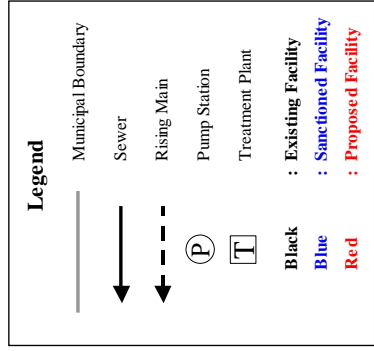 Legend
Municipal Boundary
Sewer
Rising Main
P Pump Station
T Treatment Plant
Black : Existing Facility
Blue : Sanctioned Facility
Red : Proposed Facility